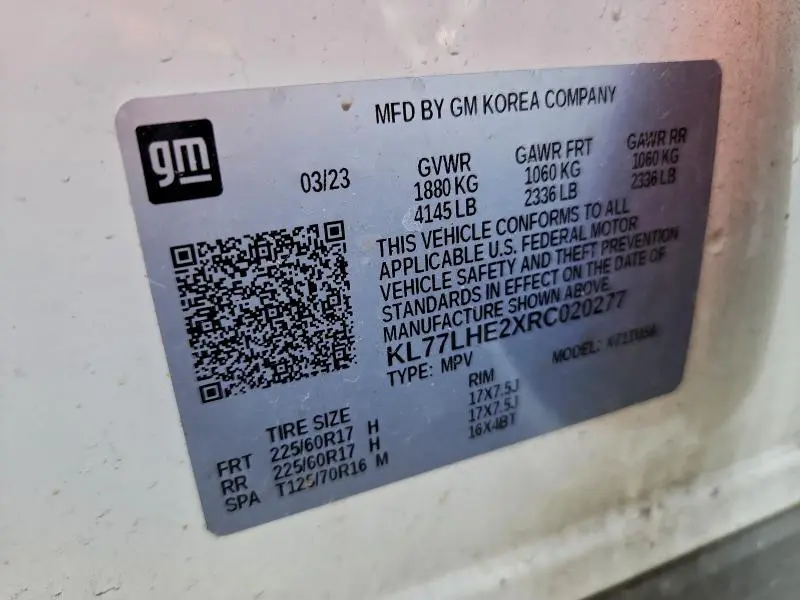 gm
MFD BY GM KOREA COMPANY
03/23
GVWR GAWR FRT GAWR RR
1880 KG 1060 KG 1060 KG
4145 LB 2336 LB 2336 LB
THIS VEHICLE CONFORMS TO ALL
APPLICABLE U.S. FEDERAL MOTOR
VEHICLE SAFETY AND THEFT PREVENTION
STANDARDS IN EFFECT ON THE DATE OF
MANUFACTURE SHOWN ABOVE.
KL77LHE2XRC020277
TYPE: MPV MODEL:
TIRE SIZE RIM
FRT 225/60R17 H 17X7.5J
RR 225/60R17 H 17X7.5J
SPA T125/70R16 M 16X4BT